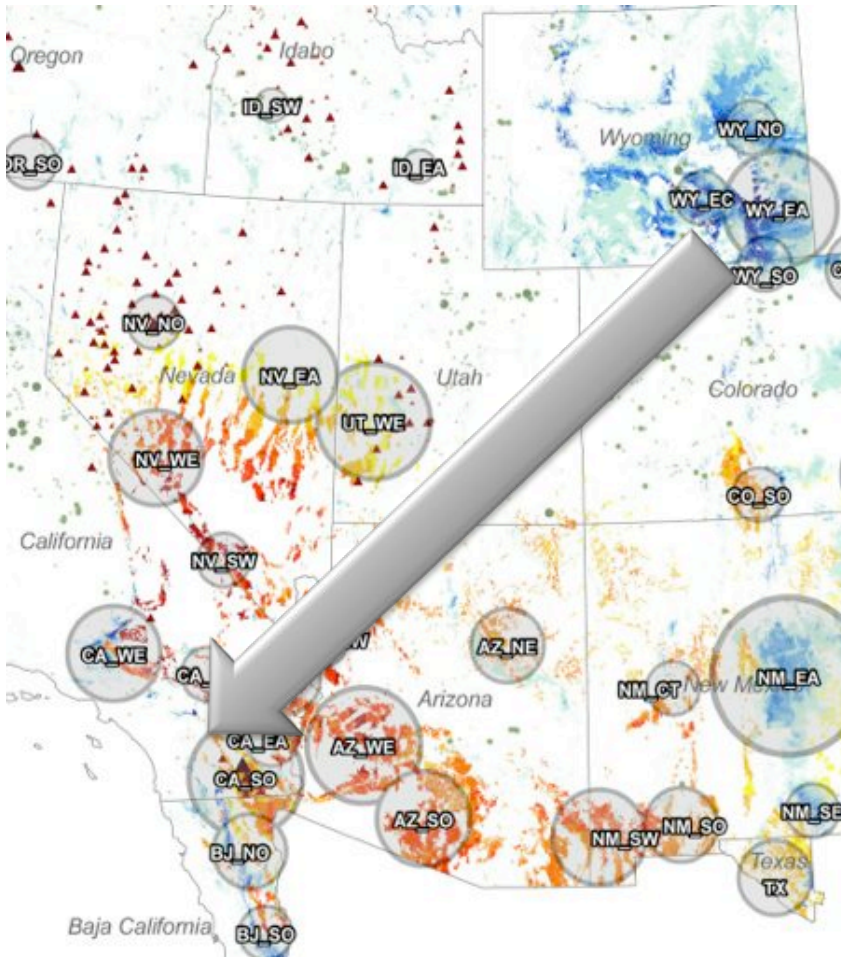 Oregon
Idaho
ID_SW
Wyoming
WY_NO
OR_SO
ID_EA
WY_EC
WY_EA
WY_SO
NV_NO
Nevada
NV_EA
Utah
Colorado
UT_WE
NV_WE
CO_SO
California
NV_SW
CA_WE
AZ_NE
CA_
W
Arizona
NM_CT
New Mexico
NM_EA
CA_EA
AZ_WE
CA_SO
AZ_SO
NM_SW
NM_SO
NM_SE
BJ_NO
Texas
TX
Baja California
BJ_SO